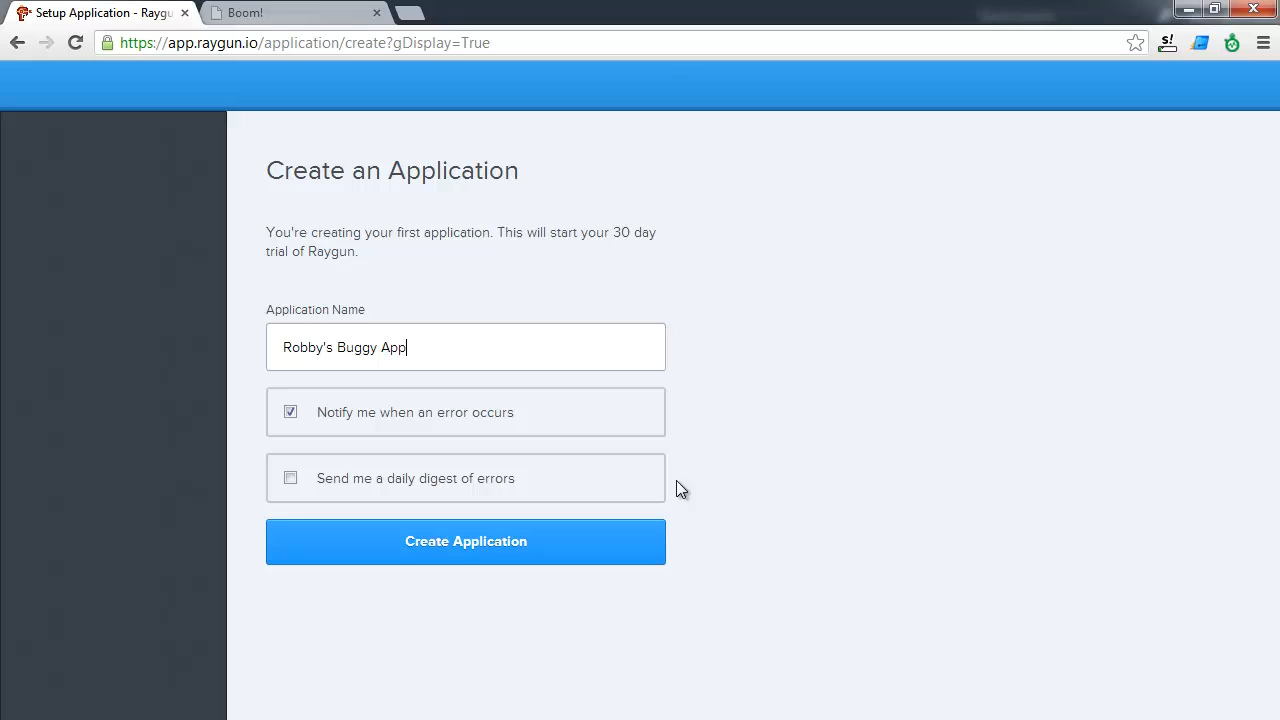 Setup Application - Raygu
Boom!
https://app.raygun.io/application/create?gDisplay=True
s!
Create an Application
You're creating your first application. This will start your 30 day
trial of Raygun.
Application Name
Robby's Buggy App
Notify me when an error occurs
Send me a daily digest of errors
Create Application